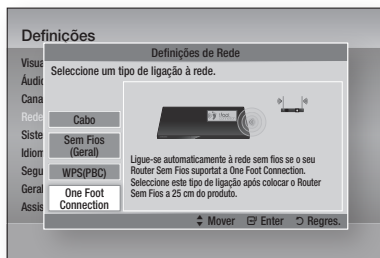 Definições
Definições de Rede
Seleccione um tipo de ligação à rede.
Cabo
Sem Fios
(Geral)
WPS(PBC)
One Foot
Connection
Ligue-se automaticamente à rede sem fios se o seu
Router Sem Fios suportat a One Foot Connection.
Seleccione este tipo de ligação após colocar o Router
Sem Fios a 25 cm do produto.
Visua
Áudio
Cana
Rede
Siste
Idiom
Segu
Geral
Assis
Mover Enter Regres.